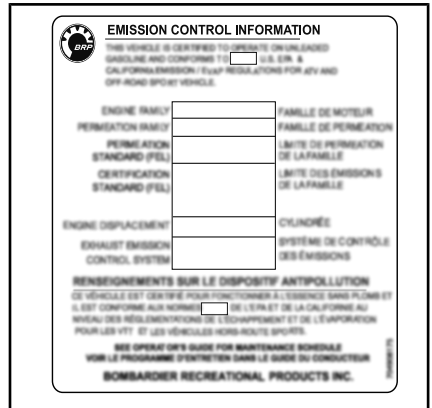 BRP
EMISSION CONTROL INFORMATION
THIS VEHICLE IS CERTIFIED TO OPERATE ON UNLEADED
GASOLINE AND CONFORMS TO U.S. EPA &
CALIFORNIA EMISSION / EVAP REGULATIONS FOR ATV AND
OFF-ROAD SPORT VEHICLE.
ENGINE FAMILY FAMILLE DE MOTEUR
PERMEATION FAMILY FAMILLE DE PERMÉATION
PERMEATION LIMITE DE PERMÉATION
STANDARD (FEL) DE LA FAMILLE
CERTIFICATION LIMITE DES ÉMISSIONS
STANDARD (FEL) DE LA FAMILLE
ENGINE DISPLACEMENT CYLINDRÉE
EXHAUST EMISSION SYSTÈME DE CONTRÔLE
CONTROL SYSTEM DES ÉMISSIONS
RENSEIGNEMENTS SUR LE DISPOSITIF ANTIPOLLUTION
CE VÉHICULE EST CERTIFIÉ POUR FONCTIONNER À L'ESSENCE SANS PLOMB ET
IL EST CONFORME AUX NORMES DE L'EPA ET DE LA CALIFORNIE AU
NIVEAU DES RÉGLEMENTATIONS DE L'ÉCHAPPEMENT ET DE L'ÉVAPORATION
POUR LES VTT ET LES VÉHICULES HORS-ROUTE SPORTS.
SEE OPERATOR'S GUIDE FOR MAINTENANCE SCHEDULE
VOIR LE PROGRAMME D'ENTRETIEN DANS LE GUIDE DU CONDUCTEUR
BOMBARDIER RECREATIONAL PRODUCTS INC.